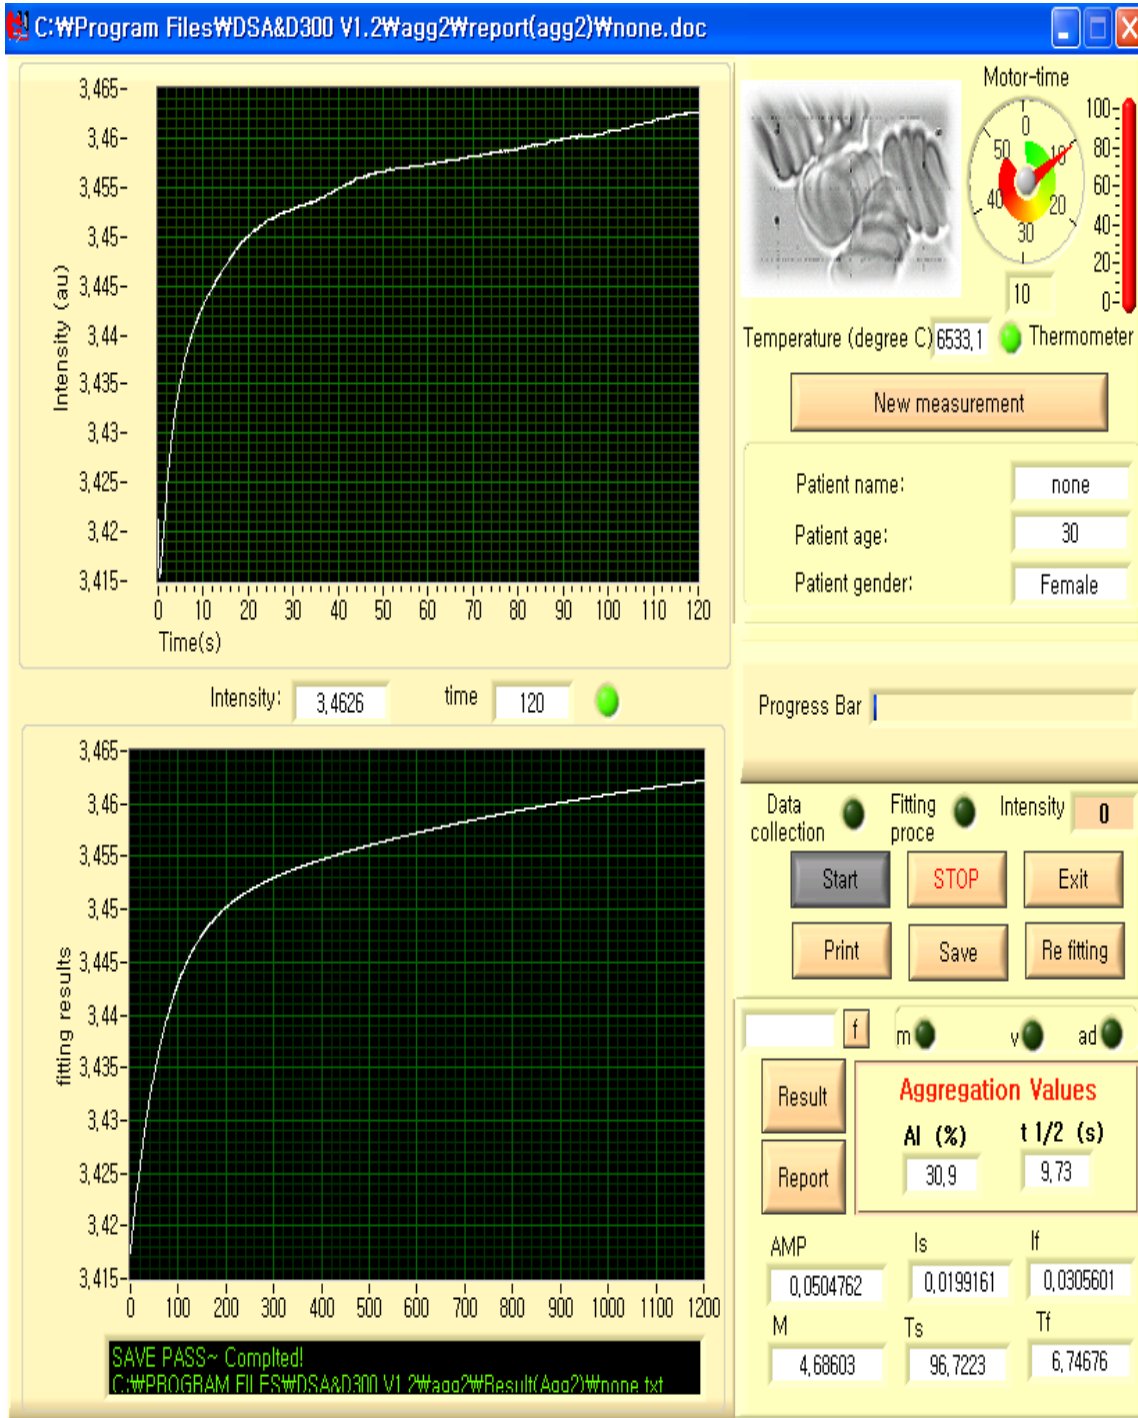 C:₩Program Files₩DSA&D300 V1.2₩agg2₩report(agg2)₩none.doc
3,465
3,46
3,455
3,45
3,445
3,44
3,435
3,43
3,425
3,42
3,415
Intensity (au)
0 10 20 30 40 50 60 70 80 90 100 110 120
Time(s)
Motor-time
0
10
20
30
40
50
10
100
80
60
40
20
0
Temperature (degree C) 6533,1 Thermometer
New measurement
Patient name: none
Patient age: 30
Patient gender: Female
Intensity: 3,4626 time 120
Progress Bar
3,465
3,46
3,455
3,45
3,445
3,44
3,435
3,43
3,425
3,42
3,415
fitting results
0 100 200 300 400 500 600 700 800 900 1000 1100 1200
Data collection Fitting proce Intensity 0
Start STOP Exit
Print Save Re fitting
f m v ad
Result
Report
Aggregation Values
AI (%) t 1/2 (s)
30,9 9,73
AMP Is If
0,0504762 0,0199161 0,0305601
M Ts Tf
4,68603 96,7223 6,74676
SAVE PASS~ Complted!
C:₩PROGRAM FILES₩DSA&D300 V1.2₩agg2₩Result(Agg2)₩none.txt